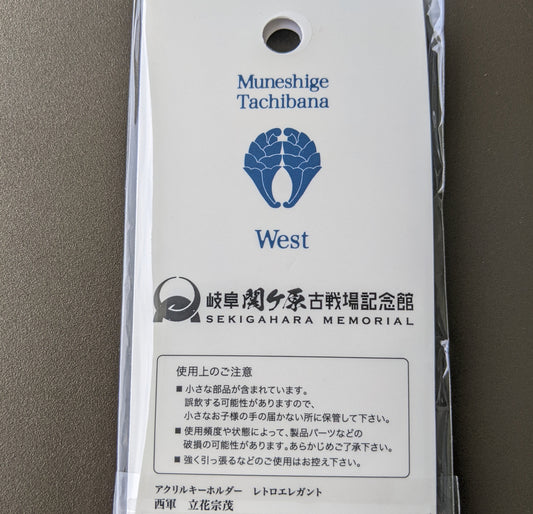 Muneshige
Tachibana
West
岐阜関ケ原古戦場記念館
SEKIGAHARA MEMORIAL
使用上のご注意
■ 小さな部品が含まれています。
誤飲する可能性がありますので、
小さなお子様の手の届かない所に保管して下さい。
■ 使用頻度や状態によって、製品パーツなどの
破損の可能性があります。あらかじめご了承下さい。
■ 強く引っ張るなどのご使用はお控え下さい。
アクリルキーホルダー レトロエレガント
西軍 立花宗茂